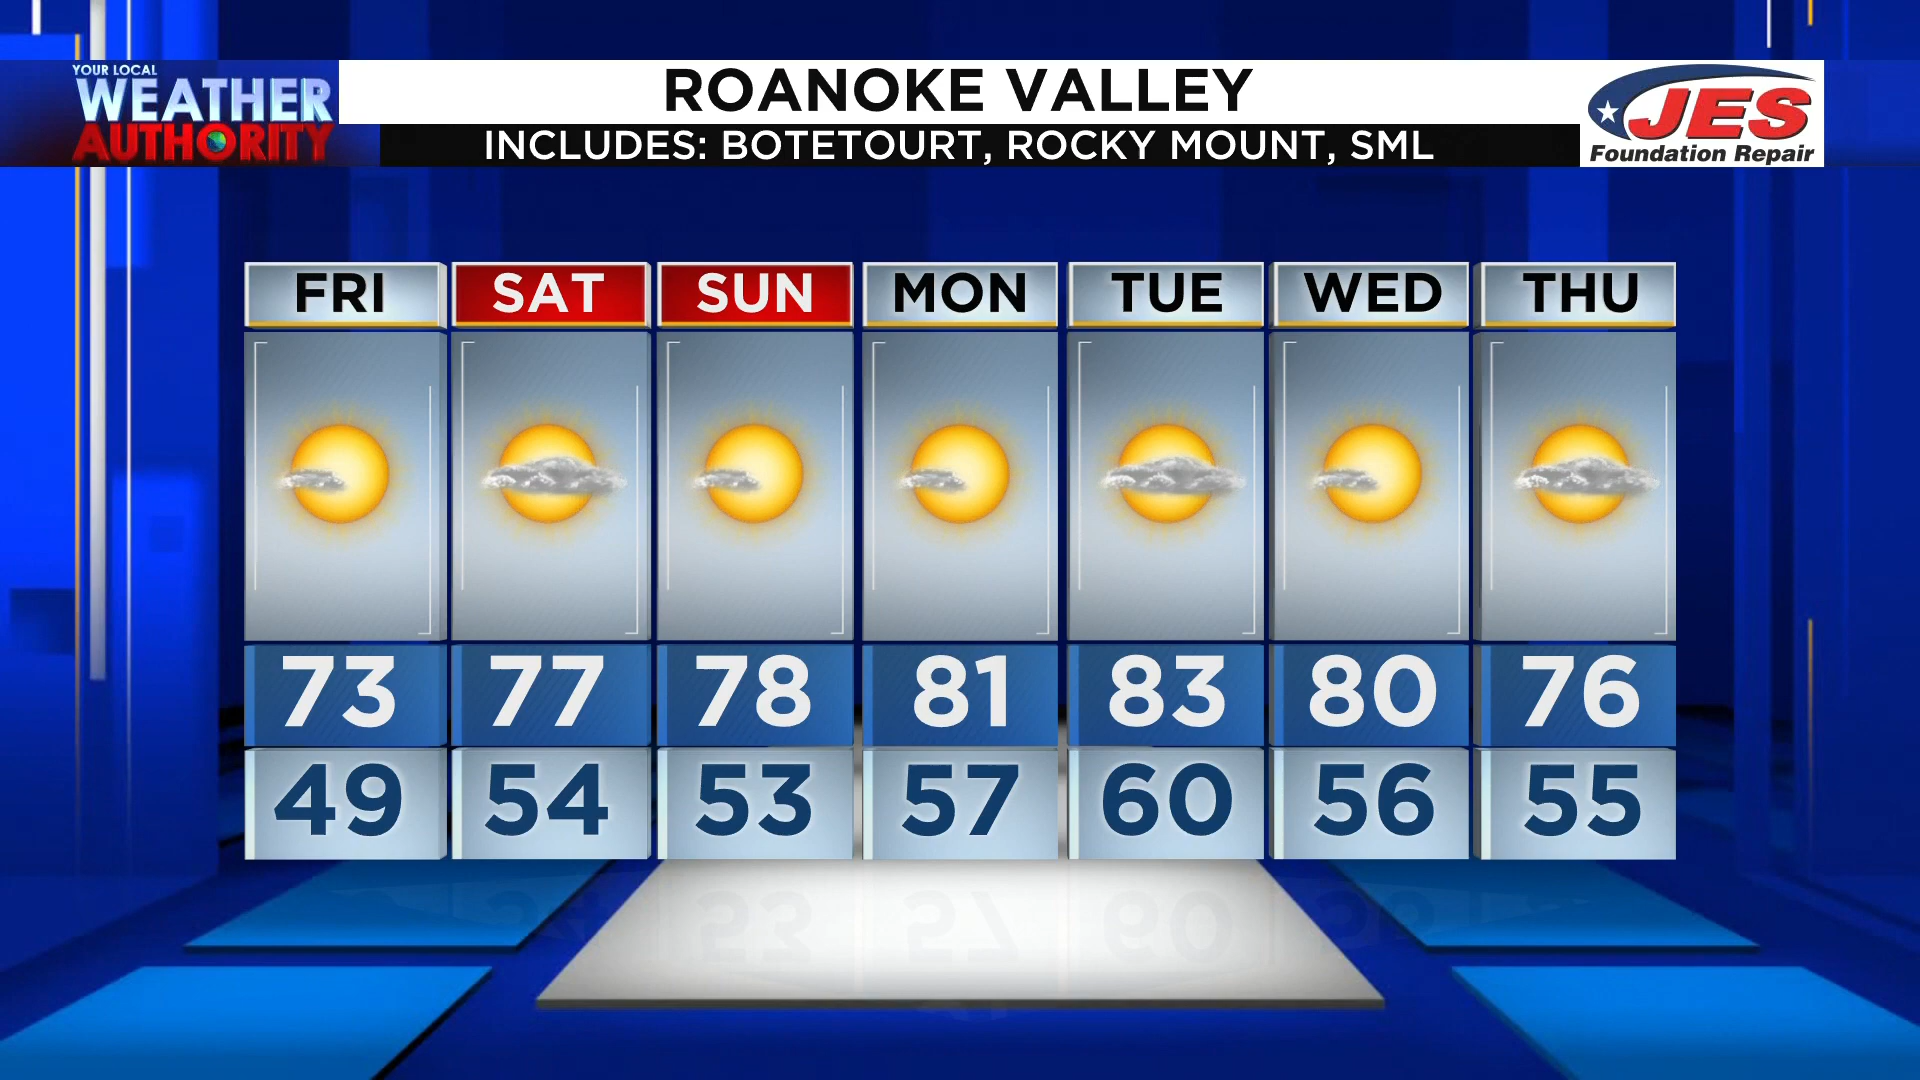 YOUR LOCAL
WEATHER
AUTHORITY
ROANOKE VALLEY
INCLUDES: BOTETOURT, ROCKY MOUNT, SML
JES
Foundation Repair
FRI SAT SUN MON TUE WED THU
73 77 78 81 83 80 76
49 54 53 57 60 56 55